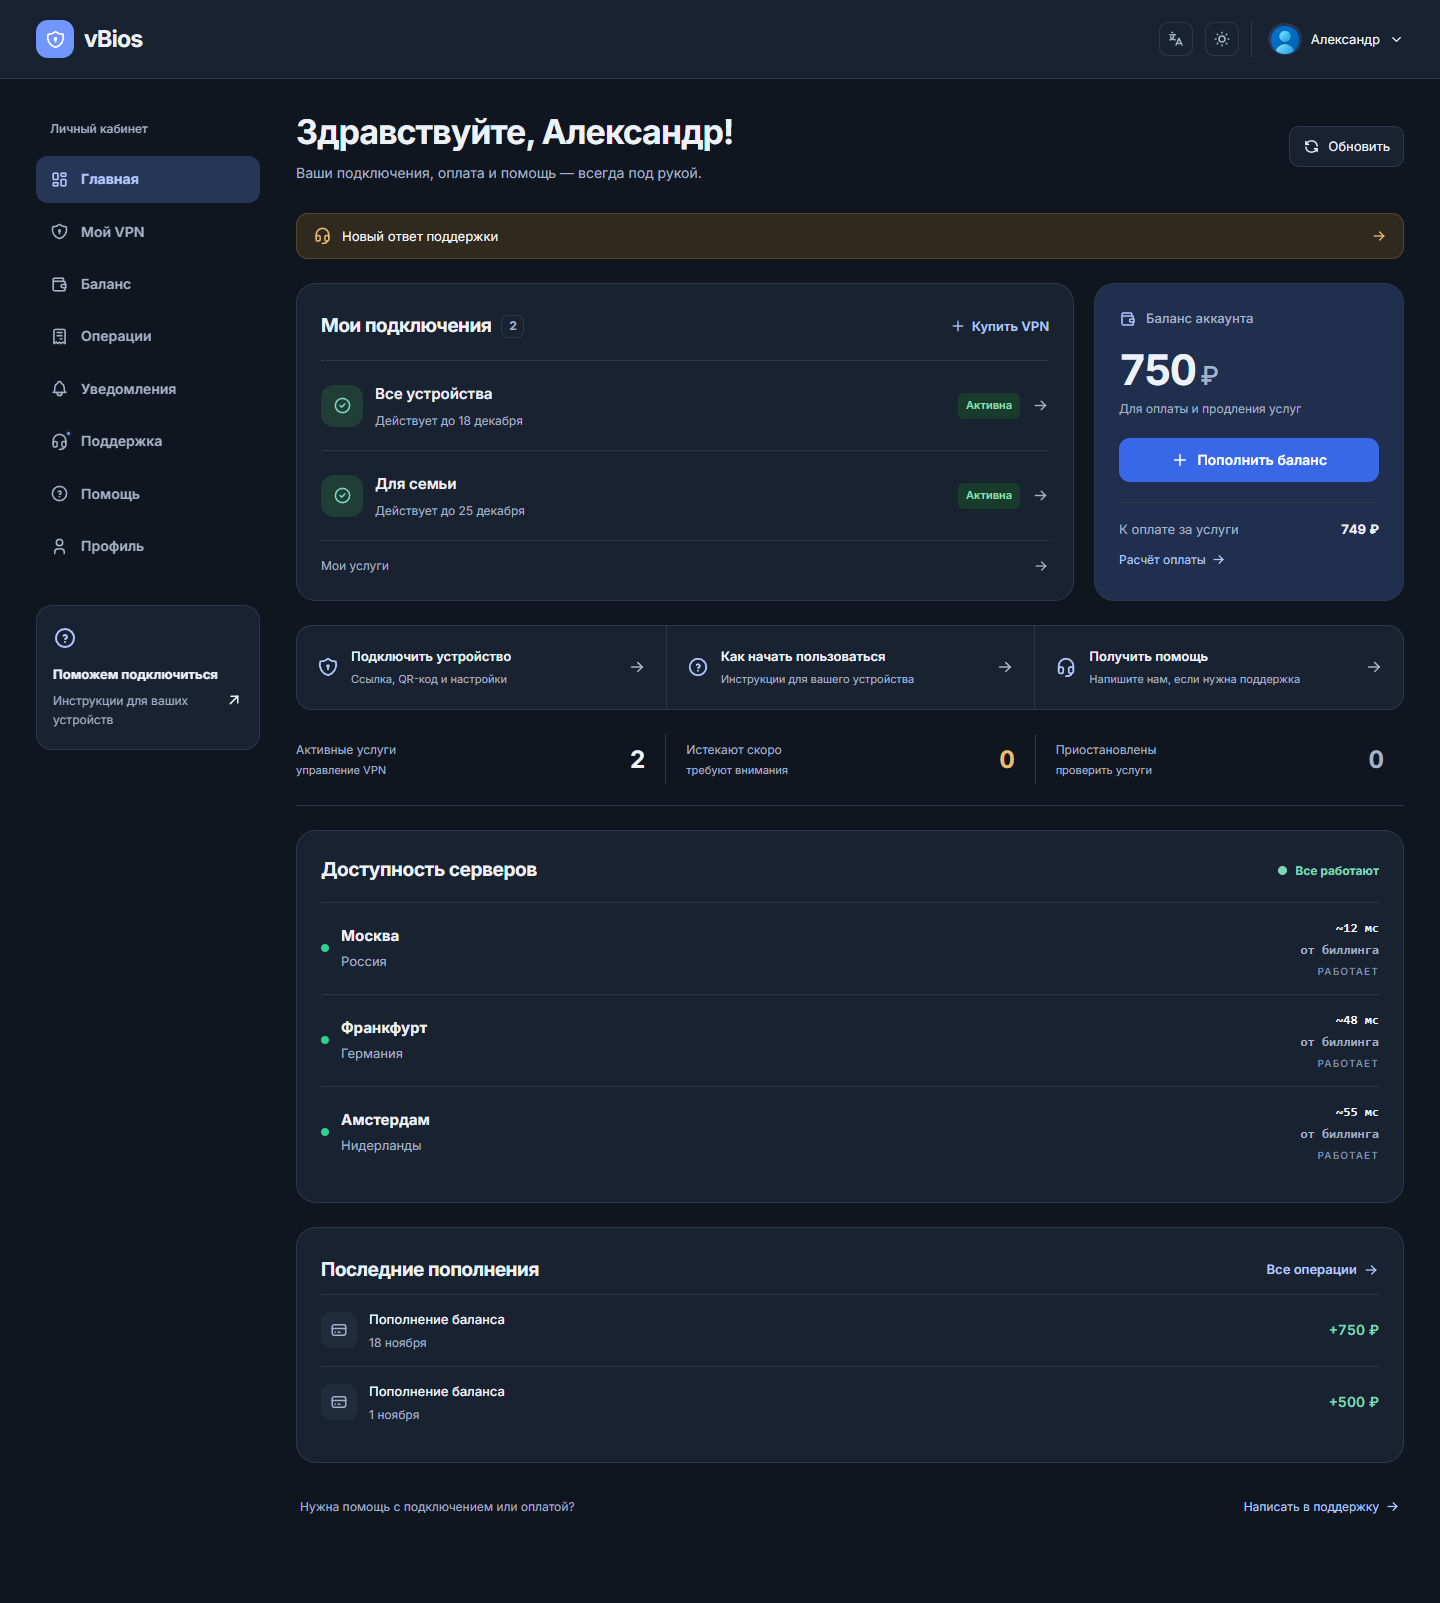 vBios
Александр
Личный кабинет
Главная
Мой VPN
Баланс
Операции
Уведомления
Поддержка
Помощь
Профиль
Поможем подключиться
Инструкции для ваших
устройств
Здравствуйте, Александр!
Ваши подключения, оплата и помощь — всегда под рукой.
Обновить
Новый ответ поддержки
Мои подключения 2
Купить VPN
Все устройства
Действует до 18 декабря
Активна
Для семьи
Действует до 25 декабря
Активна
Мои услуги
Баланс аккаунта
750 ₽
Для оплаты и продления услуг
Пополнить баланс
К оплате за услуги 749 ₽
Расчёт оплаты
Подключить устройство
Ссылка, QR-код и настройки
Как начать пользоваться
Инструкции для вашего устройства
Получить помощь
Напишите нам, если нужна поддержка
Активные услуги
управление VPN
2
Истекают скоро
требуют внимания
0
Приостановлены
проверить услуги
0
Доступность серверов
Все работают
Москва
Россия
~12 мс
от биллинга
РАБОТАЕТ
Франкфурт
Германия
~48 мс
от биллинга
РАБОТАЕТ
Амстердам
Нидерланды
~55 мс
от биллинга
РАБОТАЕТ
Последние пополнения
Все операции
Пополнение баланса
18 ноября
+750 ₽
Пополнение баланса
1 ноября
+500 ₽
Нужна помощь с подключением или оплатой?
Написать в поддержку